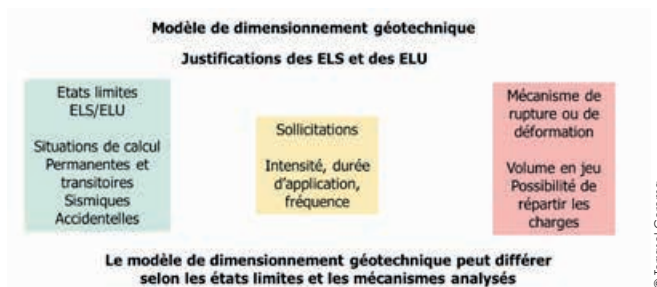 Modèle de dimensionnement géotechnique
Justifications des ELS et des ELU
Etats limites
ELS/ELU
Situations de calcul
Permanentes et
transitoires
Sismiques
Accidentelles
Sollicitations
Intensité, durée
d'application,
fréquence
Mécanisme de
rupture ou de
déformation
Volume en jeu
Possibilité de
répartir les
charges
Le modèle de dimensionnement géotechnique peut différer
selon les états limites et les mécanismes analysés